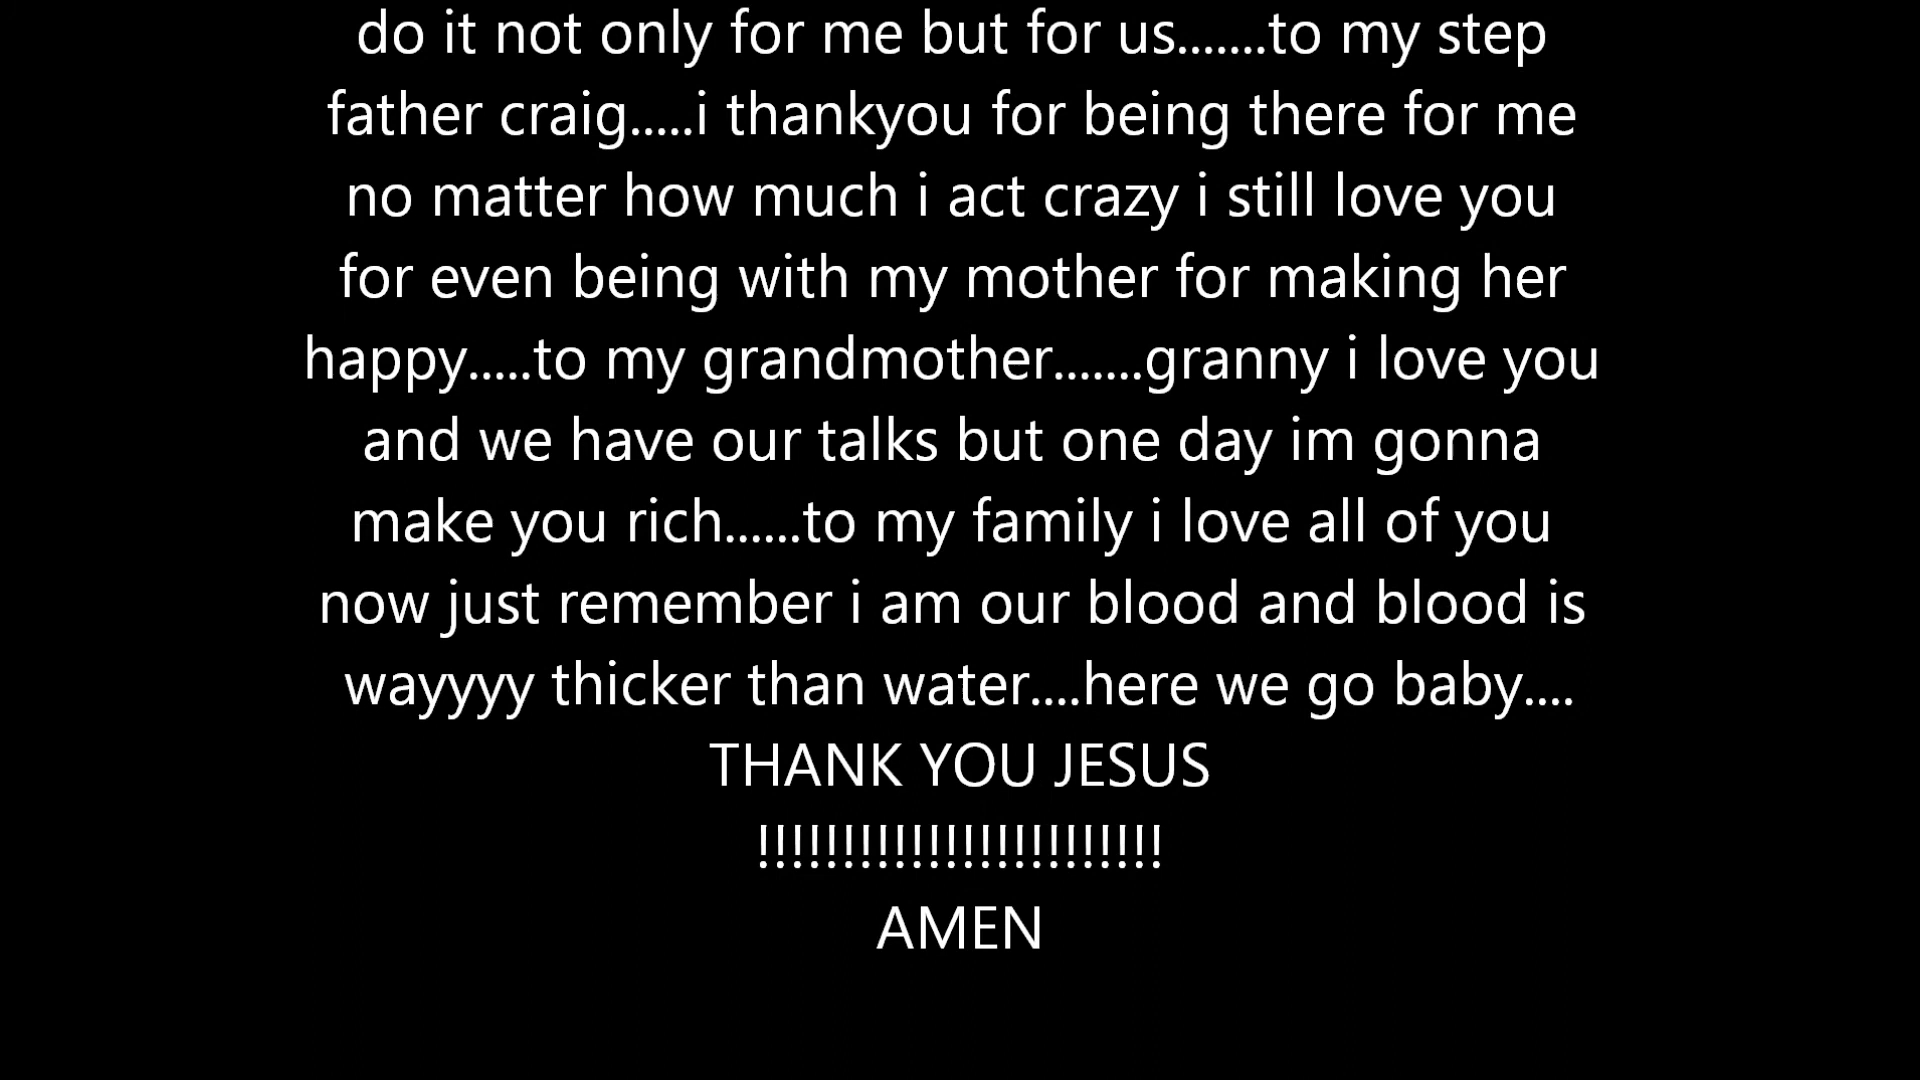 do it not only for me but for us.......to my step
father craig.....i thankyou for being there for me
no matter how much i act crazy i still love you
for even being with my mother for making her
happy.....to my grandmother.......granny i love you
and we have our talks but one day im gonna
make you rich......to my family i love all of you
now just remember i am our blood and blood is
wayyyy thicker than water....here we go baby....
THANK YOU JESUS
!!!!!!!!!!!!!!!!!!!!!!!!
AMEN